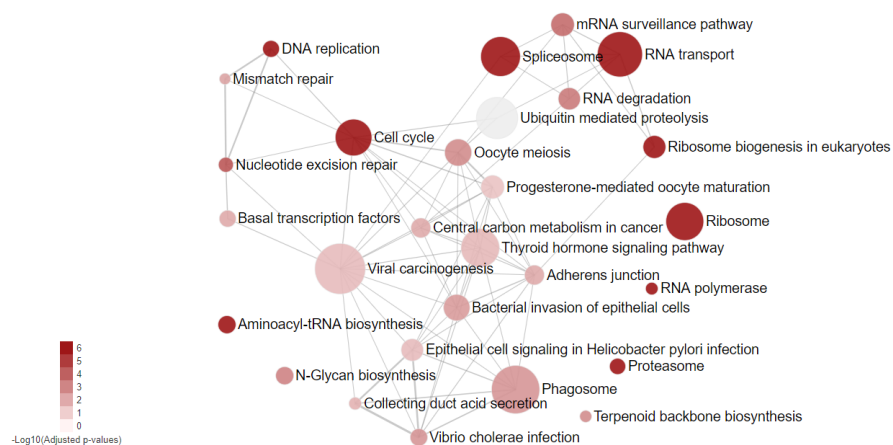 mRNA surveillance pathway
DNA replication
Spliceosome
RNA transport
Mismatch repair
RNA degradation
Ubiquitin mediated proteolysis
Cell cycle
Oocyte meiosis
Ribosome biogenesis in eukaryotes
Nucleotide excision repair
Progesterone-mediated oocyte maturation
Basal transcription factors
Central carbon metabolism in cancer
Ribosome
Thyroid hormone signaling pathway
Viral carcinogenesis
Adherens junction
RNA polymerase
Bacterial invasion of epithelial cells
Aminoacyl-tRNA biosynthesis
Epithelial cell signaling in Helicobacter pylori infection
Proteasome
N-Glycan biosynthesis
Phagosome
Collecting duct acid secretion
Terpenoid backbone biosynthesis
Vibrio cholerae infection
6
5
4
3
2
1
0
-Log10(Adjusted p-values)